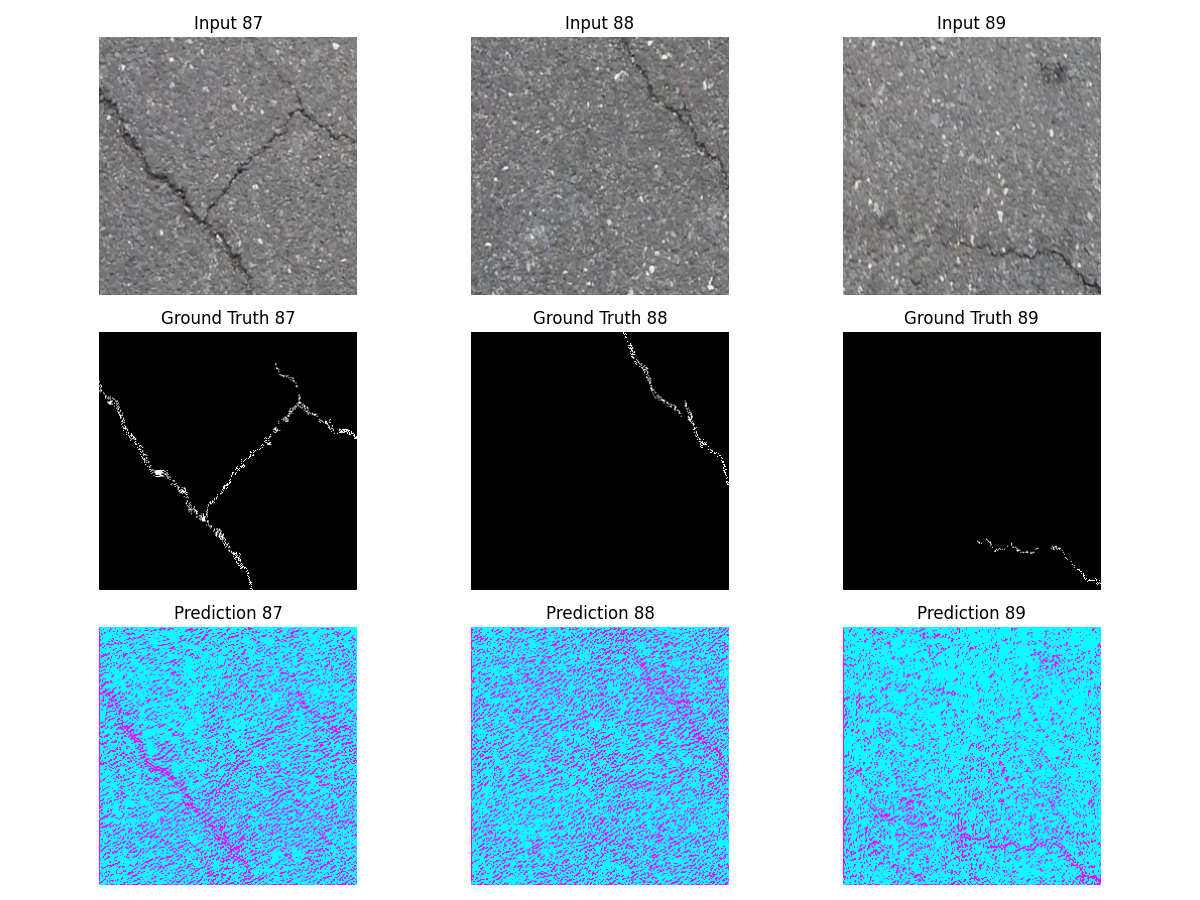 Input 87
Input 88
Input 89
Ground Truth 87
Ground Truth 88
Ground Truth 89
Prediction 87
Prediction 88
Prediction 89